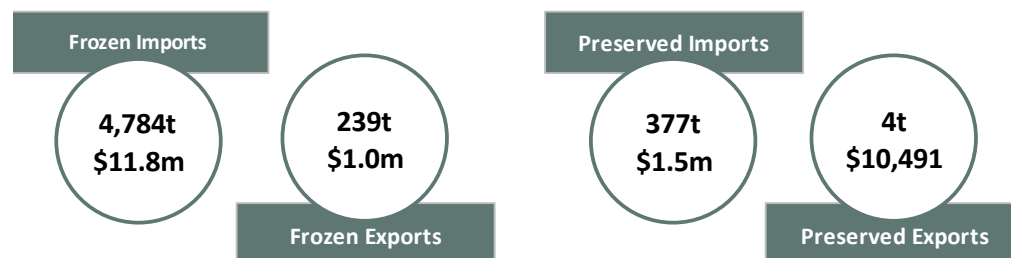 Frozen Imports
4,784t
$11.8m
239t
$1.0m
Frozen Exports
Preserved Imports
377t
$1.5m
4t
$10,491
Preserved Exports